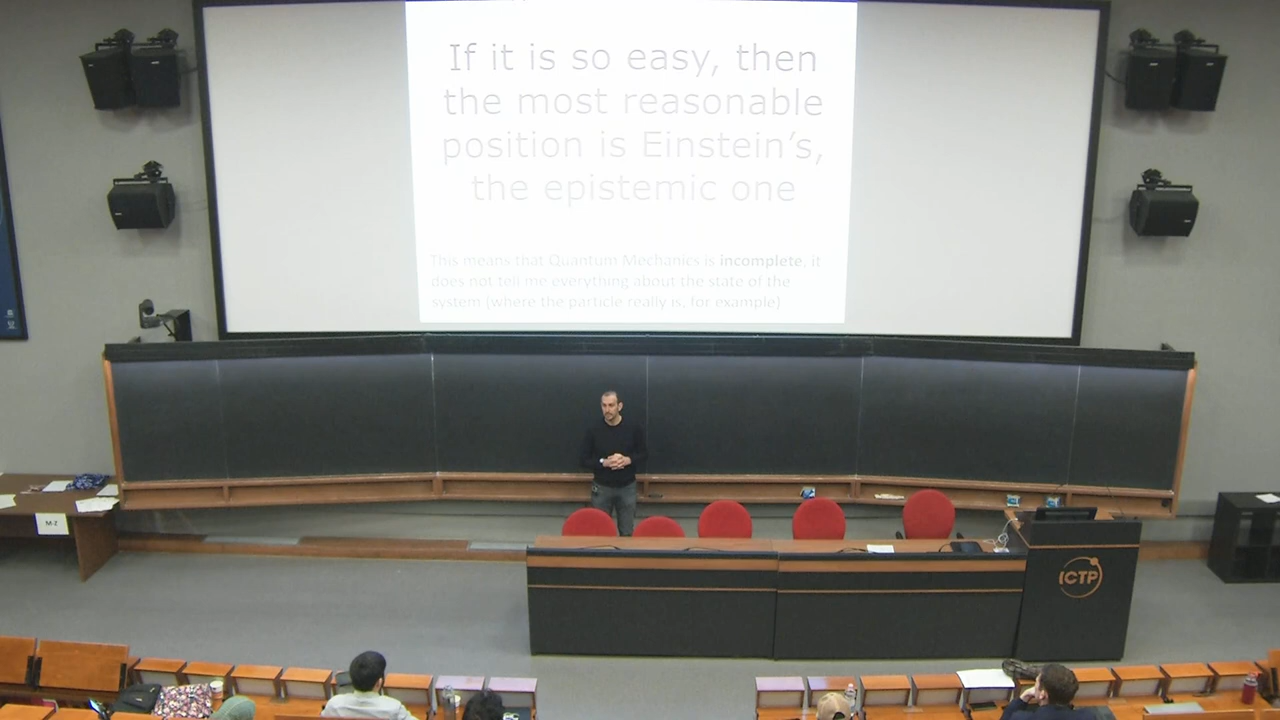 If it is so easy, then
the most reasonable
position is Einstein’s,
the epistemic one
This means that Quantum Mechanics is incomplete, it
does not tell me everything about the state of the
system (where the particle really is, for example)
M-Z
ICTP